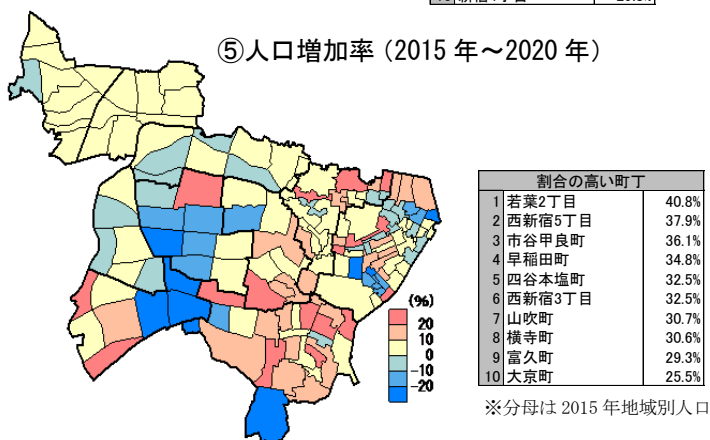 ⑤人口増加率(2015年~2020年)
割合の高い町丁
1 若葉2丁目 40.8%
2 西新宿5丁目 37.9%
3 市谷甲良町 36.1%
4 早稲田町 34.8%
5 四谷本塩町 32.5%
6 西新宿3丁目 32.5%
7 山吹町 30.7%
8 横寺町 30.6%
9 富久町 29.3%
10 大京町 25.5%
(%)
20
10
0
-10
-20
※分母は2015年地域別人口